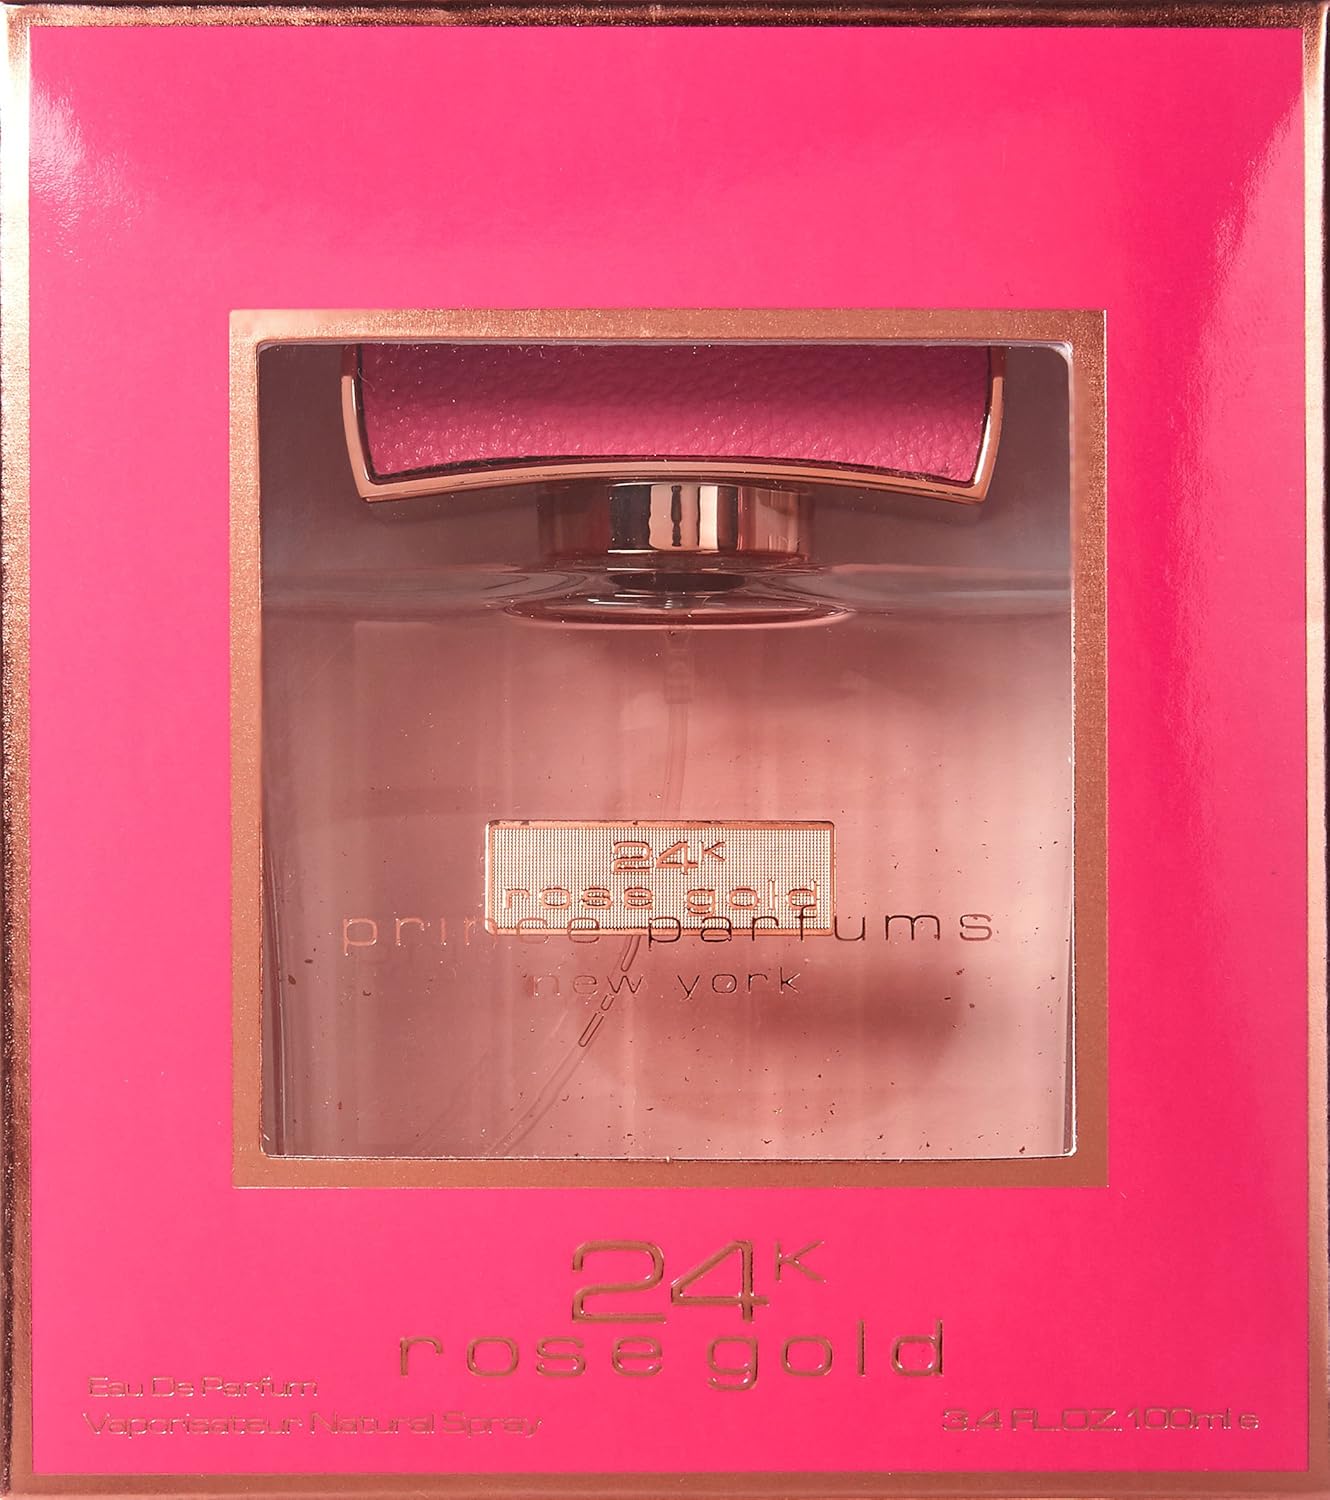 24K
rose gold
prince parfums
new york
24K
rose gold
Eau De Parfum
Vaporisateur Natural Spray
3.4 FL.OZ.100ml e